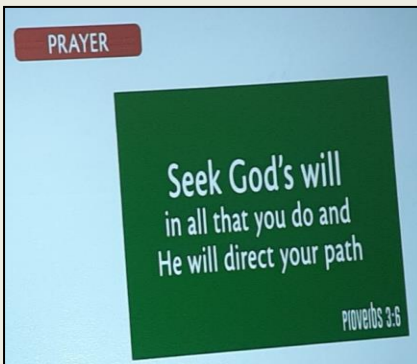 PRAYER
Seek God's will
in all that you do and
He will direct your path
Proverbs 3:6